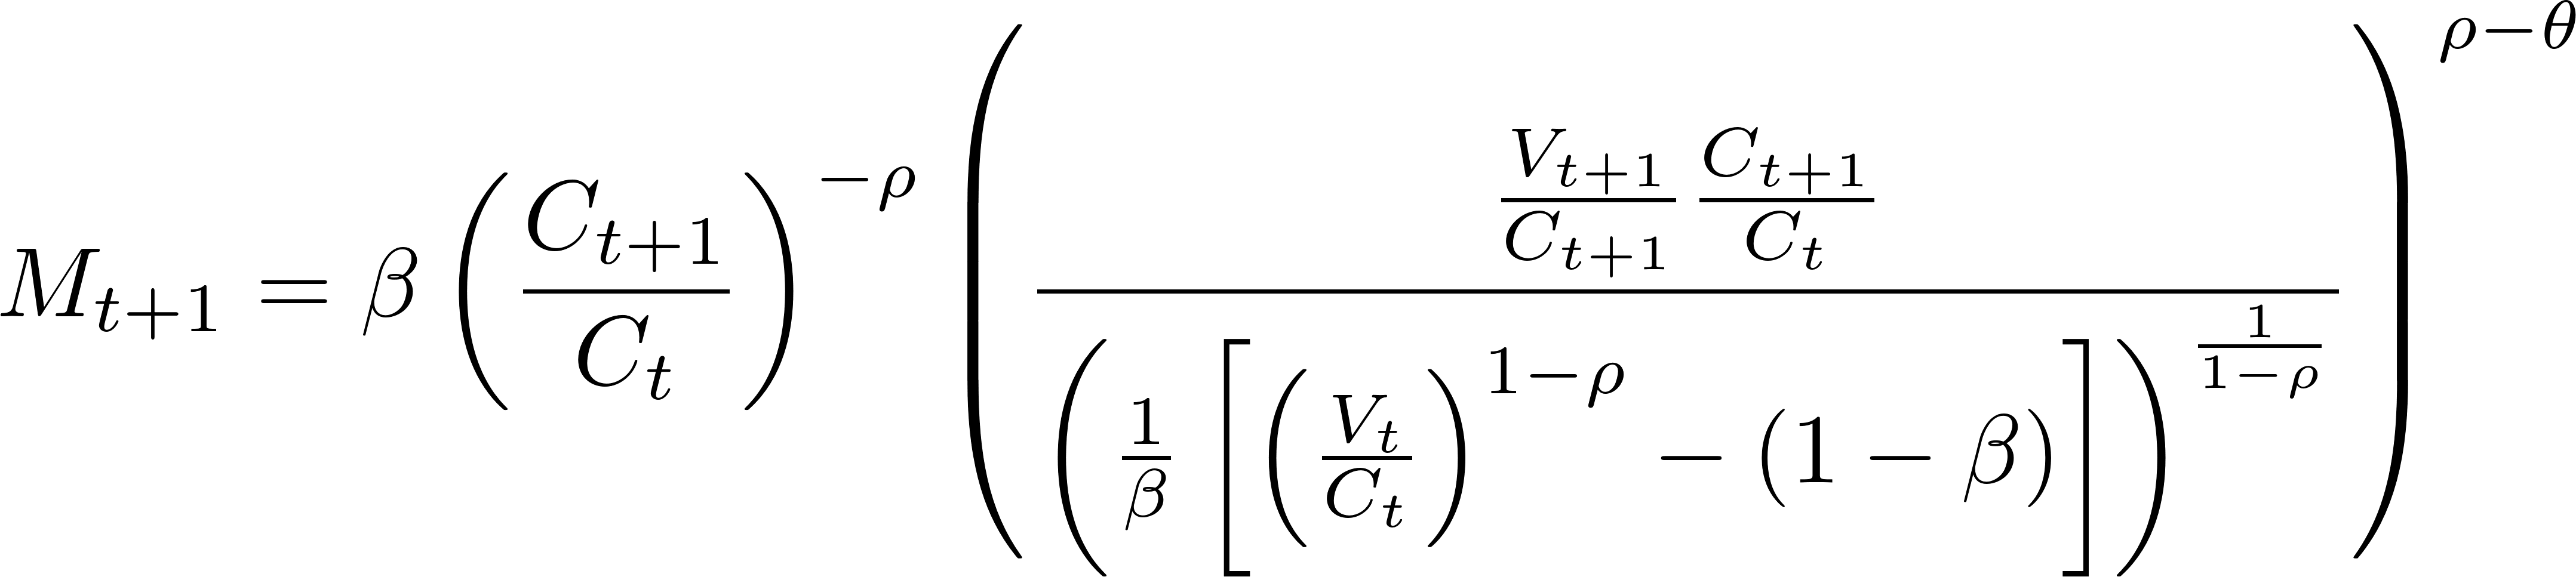 M_{t+1} = \beta \left( \frac{C_{t+1}}{C_t} \right)^{-\rho} \left( \frac{\frac{V_{t+1}}{C_{t+1}} \frac{C_{t+1}}{C_t}}{\left( \frac{1}{\beta} \left[ \left( \frac{V_t}{C_t} \right)^{1-\rho} - (1-\beta) \right] \right)^{\frac{1}{1-\rho}}} \right)^{\rho-\theta}